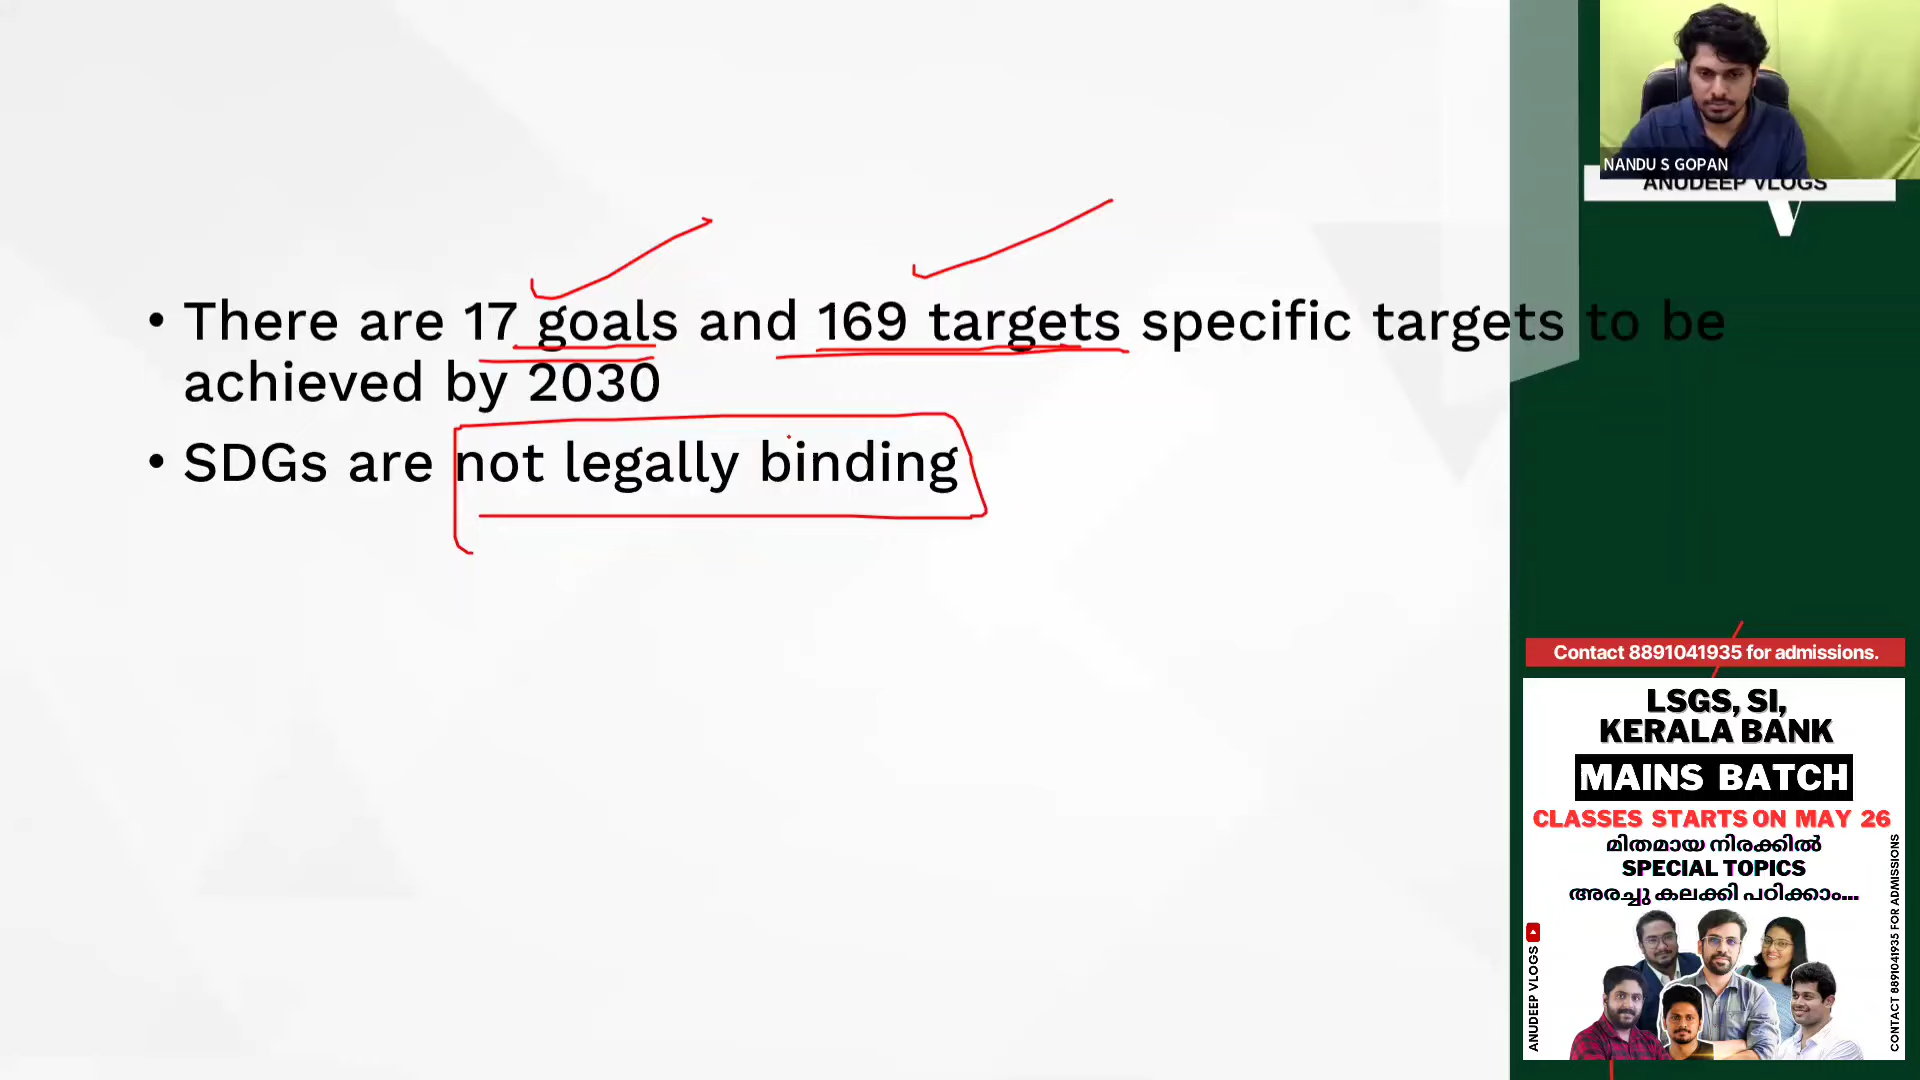 • There are 17 goals and 169 targets specific targets to be
achieved by 2030
• SDGs are not legally binding
NANDU S GOPAN
ANUDEEP VLOGS
Contact 8891041935 for admissions.
LSGS, SI,
KERALA BANK
MAINS BATCH
CLASSES STARTS ON MAY 26
മിതമായ നിരക്കിൽ
SPECIAL TOPICS
അരച്ചു കലക്കി പഠിക്കാം...
ANUDEEP VLOGS
CONTACT 8891041935 FOR ADMISSIONS